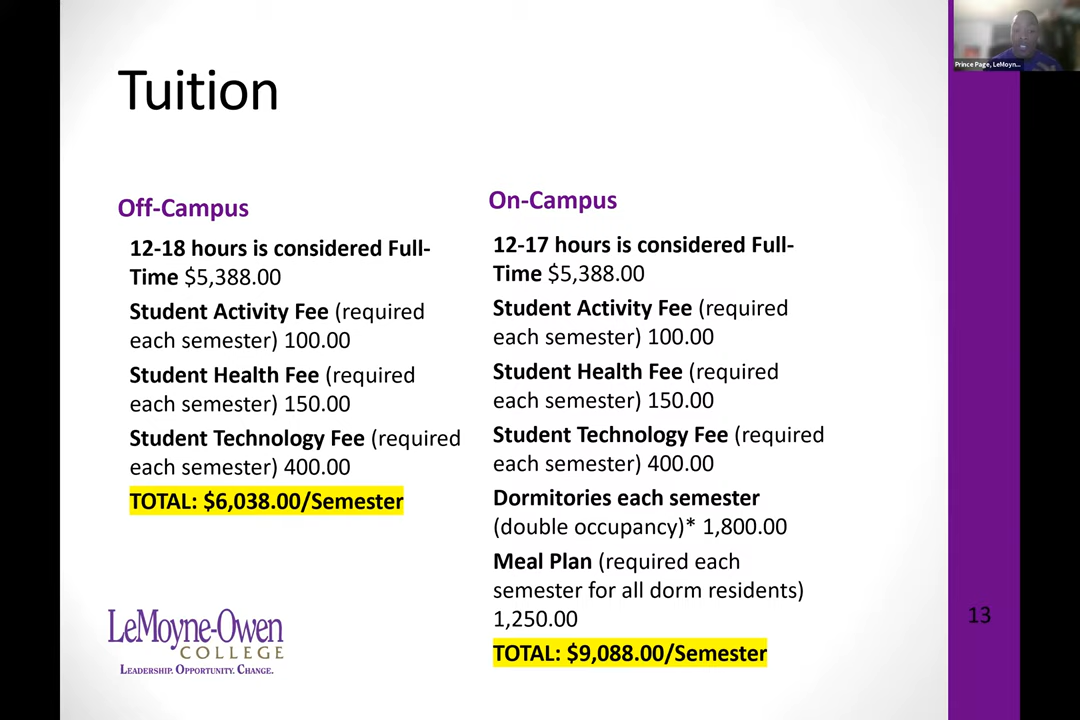 Tuition
Off-Campus
12-18 hours is considered Full-
Time $5,388.00
Student Activity Fee (required
each semester) 100.00
Student Health Fee (required
each semester) 150.00
Student Technology Fee (required
each semester) 400.00
TOTAL: $6,038.00/Semester
On-Campus
12-17 hours is considered Full-
Time $5,388.00
Student Activity Fee (required
each semester) 100.00
Student Health Fee (required
each semester) 150.00
Student Technology Fee (required
each semester) 400.00
Dormitories each semester
(double occupancy)* 1,800.00
Meal Plan (required each
semester for all dorm residents)
1,250.00
TOTAL: $9,088.00/Semester
LeMoyne-Owen
COLLEGE
LEADERSHIP. OPPORTUNITY. CHANGE.
13
Prince Page, LeMoyn...